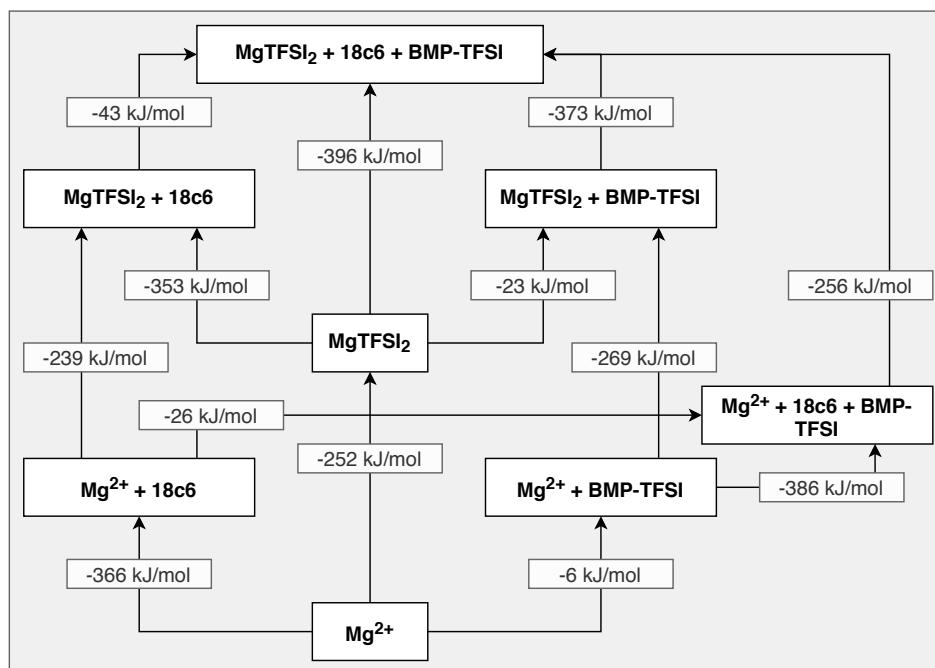 MgTFSI₂ + 18c6 + BMP-TFSI
-43 kJ/mol
-373 kJ/mol
-396 kJ/mol
MgTFSI₂ + 18c6
MgTFSI₂ + BMP-TFSI
-353 kJ/mol
-23 kJ/mol
-256 kJ/mol
MgTFSI₂
-239 kJ/mol
-269 kJ/mol
-26 kJ/mol
Mg²⁺ + 18c6 + BMP-
TFSI
-252 kJ/mol
Mg²⁺ + 18c6
Mg²⁺ + BMP-TFSI
-386 kJ/mol
-366 kJ/mol
-6 kJ/mol
Mg²⁺